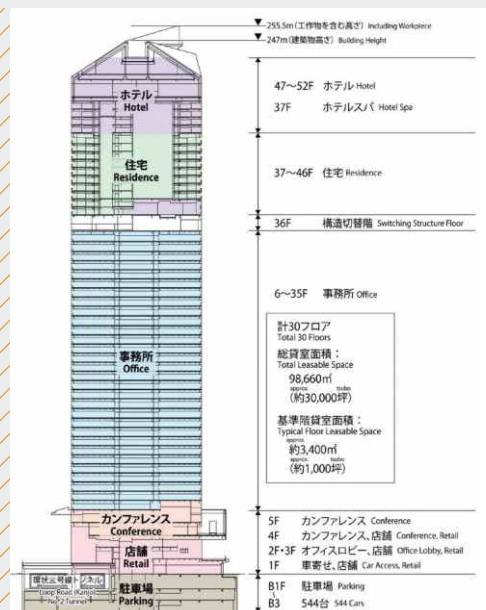 255.5m(工作物を含む高さ) Including Workpiece
247m(建築物高さ) Building Height
ホテル
Hotel
住宅
Residence
事務所
Office
カンファレンス
Conference
店舗
Retail
駐車場
Parking
環状二号線トンネル
Loop Road (Kanjo)
No.2 Tunnel
47〜52F ホテル Hotel
37F ホテルスパ Hotel Spa
37〜46F 住宅 Residence
36F 構造切替階 Switching Structure Floor
6〜35F 事務所 Office
計30フロア
Total 30 Floors
総貸室面積:
Total Leasable Space
98,660㎡
approx. tsubo
(約30,000坪)
基準階貸室面積:
Typical Floor Leasable Space
approx.
約3,400㎡
approx. tsubo
(約1,000坪)
5F カンファレンス Conference
4F カンファレンス、店舗 Conference, Retail
2F・3F オフィスロビー、店舗 Office Lobby, Retail
1F 車寄せ、店舗 Car Access, Retail
B1F 駐車場 Parking
〜
B3 544台 544 Cars